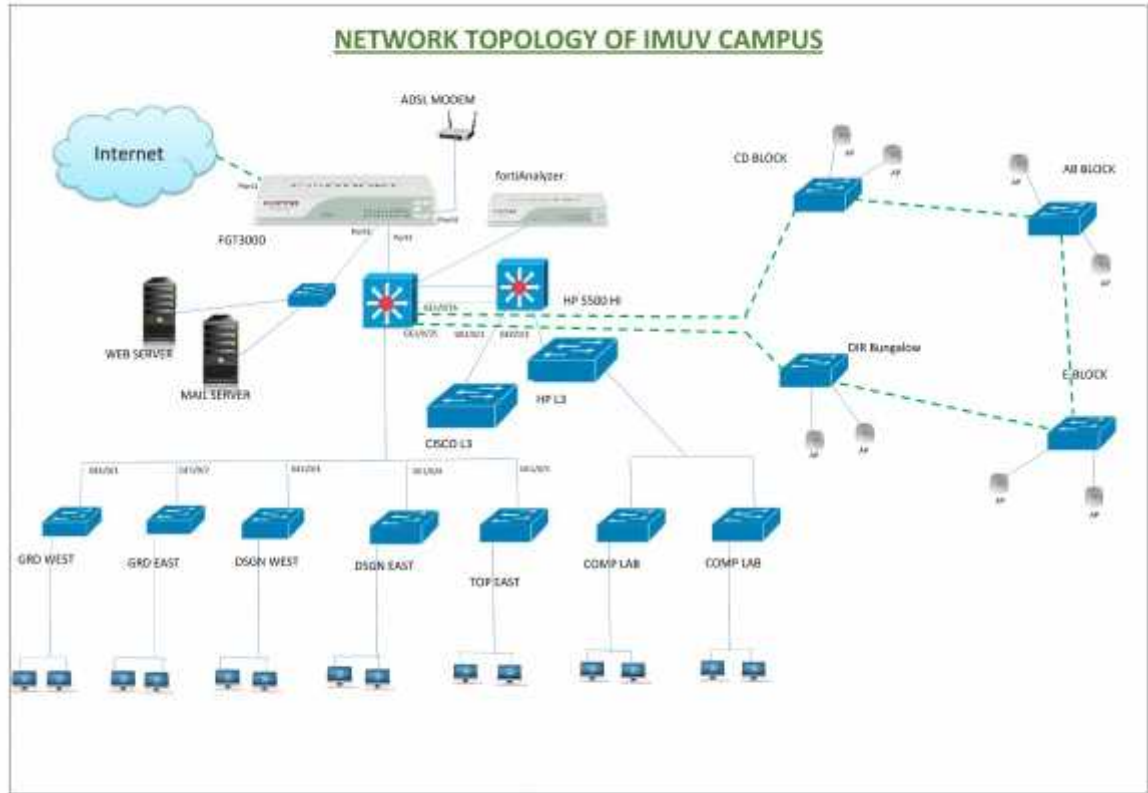 NETWORK TOPOLOGY OF IMUV CAMPUS
ADSL MODEM
Internet
fortiAnalyzer
CD BLOCK
AP
AP
AB BLOCK
AP
AP
FGT3000
HP 5500 HI
WEB SERVER
MAIL SERVER
DIR Bungalow
E BLOCK
HP L3
CISCO L3
AP
AP
AP
AP
GRD WEST
GRD EAST
DSGN WEST
DSGN EAST
TOP EAST
COMP LAB
COMP LAB